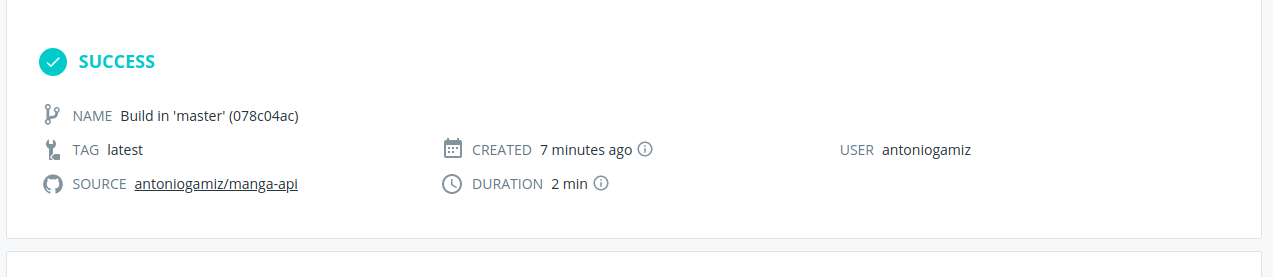 SUCCESS
NAME Build in 'master' (078c04ac)
TAG latest CREATED 7 minutes ago USER antoniogamiz
SOURCE antoniogamiz/manga-api DURATION 2 min